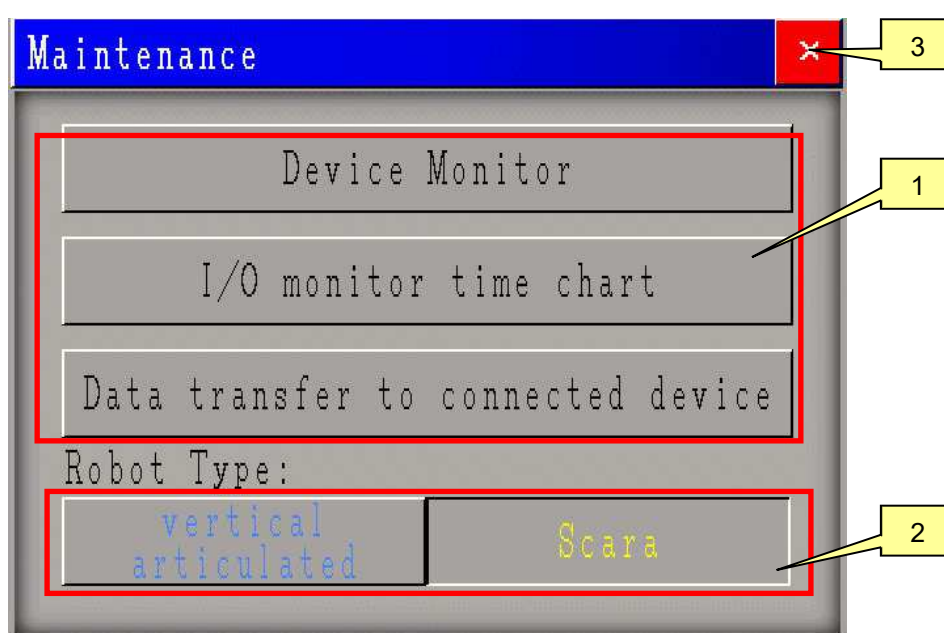 Maintenance
×
3
Device Monitor
1
I/O monitor time chart
Data transfer to connected device
Robot Type:
vertical
articulated
Scara
2